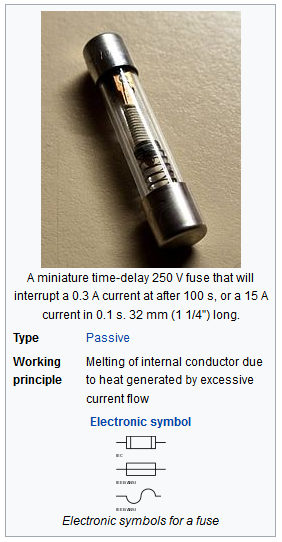 A miniature time-delay 250 V fuse that will
interrupt a 0.3 A current at after 100 s, or a 15 A
current in 0.1 s. 32 mm (1 1/4") long.
Type Passive
Working principle Melting of internal conductor due
to heat generated by excessive
current flow
Electronic symbol
IEC
IEEE/ANSI
IEEE/ANSI
Electronic symbols for a fuse